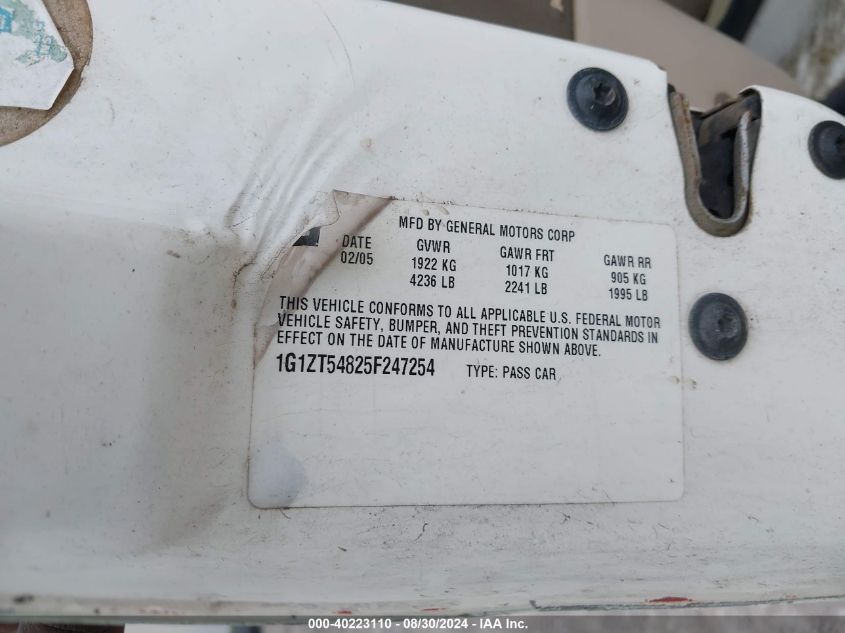 MFD BY GENERAL MOTORS CORP
DATE GVWR GAWR FRT GAWR RR
02/05 1922 KG 1017 KG 905 KG
4236 LB 2241 LB 1995 LB
THIS VEHICLE CONFORMS TO ALL APPLICABLE U.S. FEDERAL MOTOR
VEHICLE SAFETY, BUMPER, AND THEFT PREVENTION STANDARDS IN
EFFECT ON THE DATE OF MANUFACTURE SHOWN ABOVE.
1G1ZT54825F247254 TYPE: PASS CAR
000-40223110 - 08/30/2024 - IAA Inc.